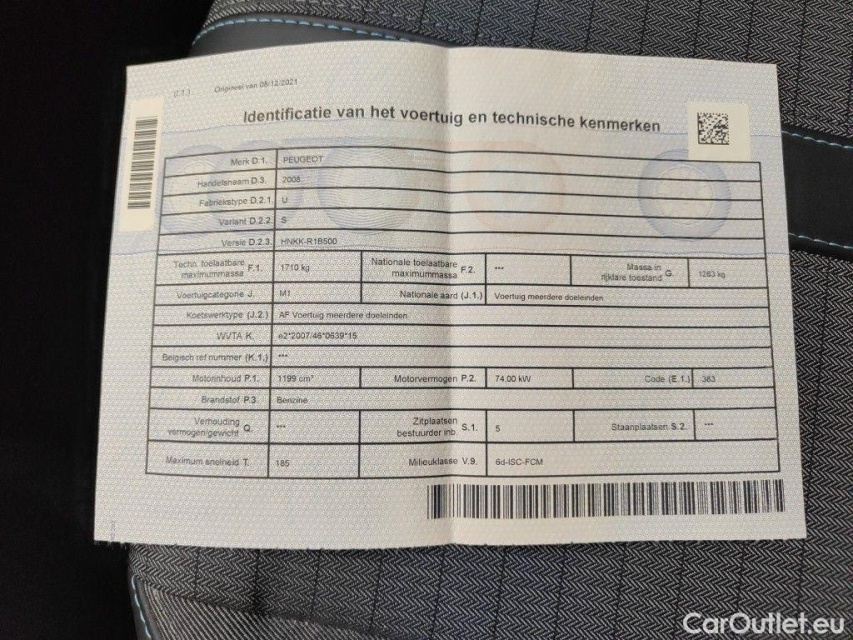 (I.1.) Origineel van 08/12/2021
Identificatie van het voertuig en technische kenmerken
Merk D.1. PEUGEOT
Handelsnaam D.3. 2008
Fabriekstype D.2.1 U
Variant D.2.2. S
Versie D.2.3. HNKK-R1B500
Techn. toelaatbare maximummassa F.1. 1710 kg Nationale toelaatbare maximummassa F.2. --- Massa in rijklare toestand G. 1263 kg
Voertuigcategorie J. M1 Nationale aard (J.1.) Voertuig meerdere doeleinden
Koetswerktype (J.2.) AF Voertuig meerdere doeleinden
WVTA K. e2*2007/46*0639*15
Belgisch ref nummer (K.1.) ---
Motorinhoud P.1. 1199 cm³ Motorvermogen P.2. 74,00 kW Code (E.1.) 363
Brandstof P.3. Benzine
Verhouding vermogen/gewicht Q. --- Zitplaatsen bestuurder inb. S.1. 5 Staanplaatsen S.2. ---
Maximum snelheid T. 185 Milieuklasse V.9. 6d-ISC-FCM
CarOutlet.eu